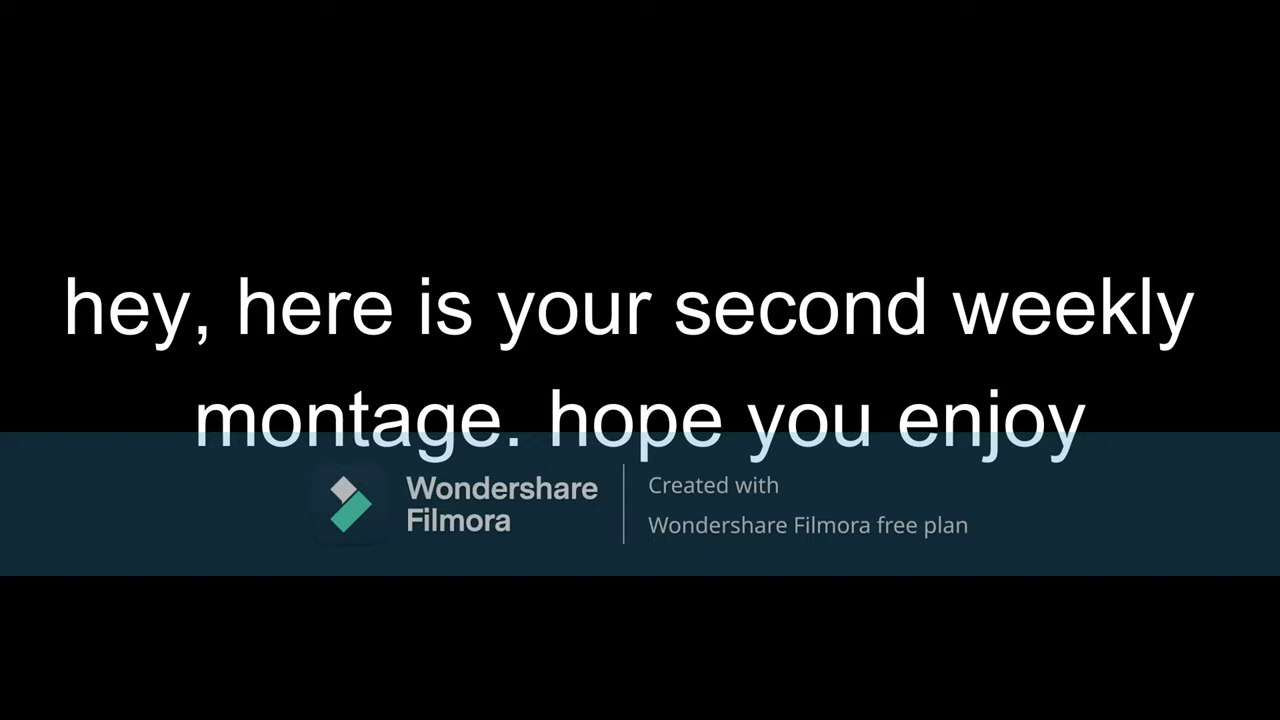 hey, here is your second weekly
montage. hope you enjoy
Wondershare
Filmora
Created with
Wondershare Filmora free plan